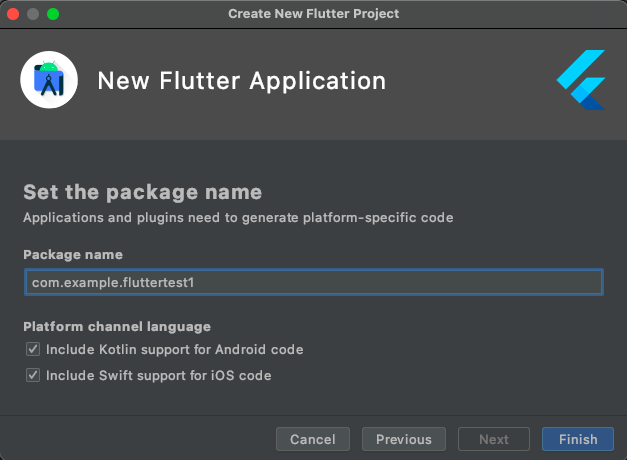 Create New Flutter Project
New Flutter Application
Set the package name
Applications and plugins need to generate platform-specific code
Package name
com.example.fluttertest1
Platform channel language
Include Kotlin support for Android code
Include Swift support for iOS code
Cancel
Previous
Next
Finish